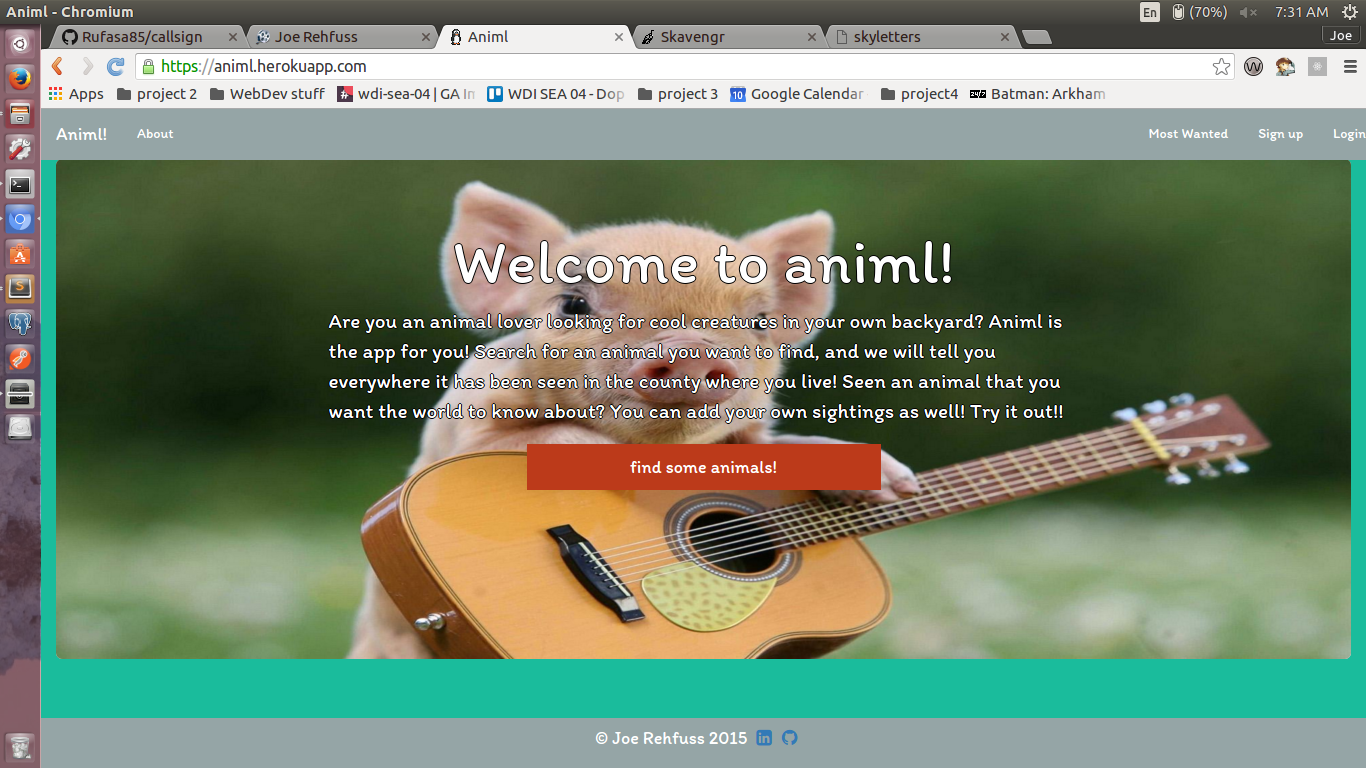 Animl - Chromium
En
(70%)
7:31 AM
Rufasa85/callsign
Joe Rehfuss
Animl
Skavengr
skyletters
Joe
https://animl.herokuapp.com
Apps
project 2
WebDev stuff
wdi-sea-04 | GA In
WDI SEA 04 - Dop
project 3
10
Google Calendar
project4
Batman: Arkham
Animl!
About
Most Wanted
Sign up
Login
Welcome to animl!
Are you an animal lover looking for cool creatures in your own backyard? Animl is
the app for you! Search for an animal you want to find, and we will tell you
everywhere it has been seen in the county where you live! Seen an animal that you
want the world to know about? You can add your own sightings as well! Try it out!!
find some animals!
© Joe Rehfuss 2015